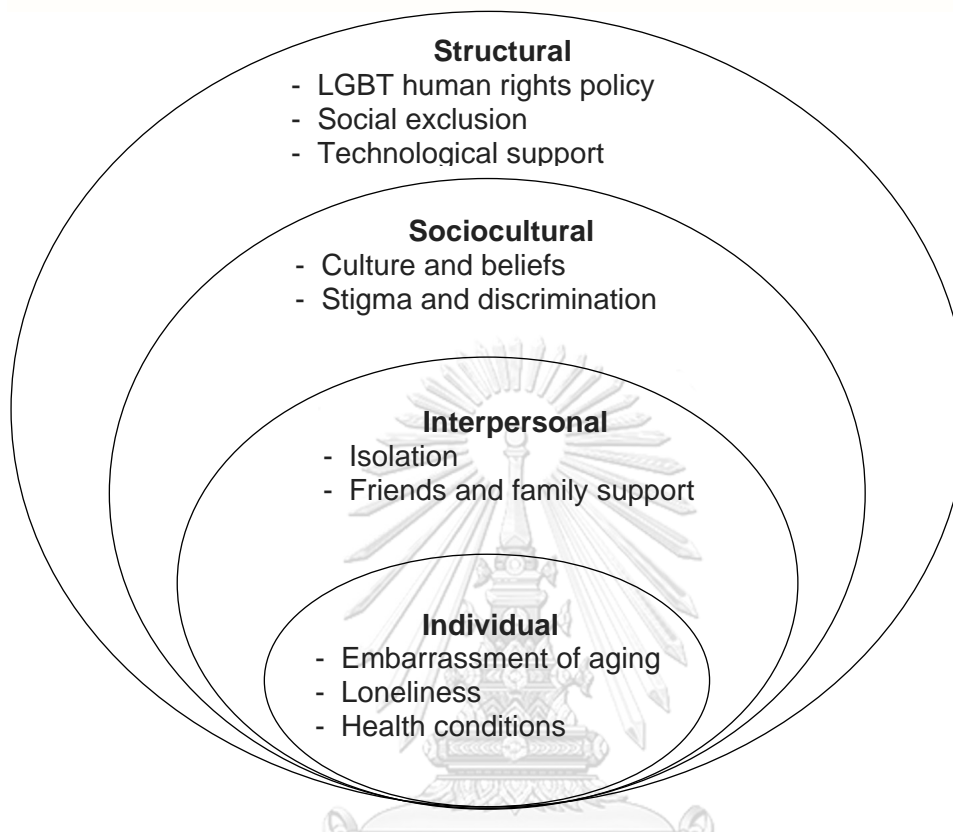 Structural
- LGBT human rights policy
- Social exclusion
- Technological support
Sociocultural
- Culture and beliefs
- Stigma and discrimination
Interpersonal
- Isolation
- Friends and family support
Individual
- Embarrassment of aging
- Loneliness
- Health conditions